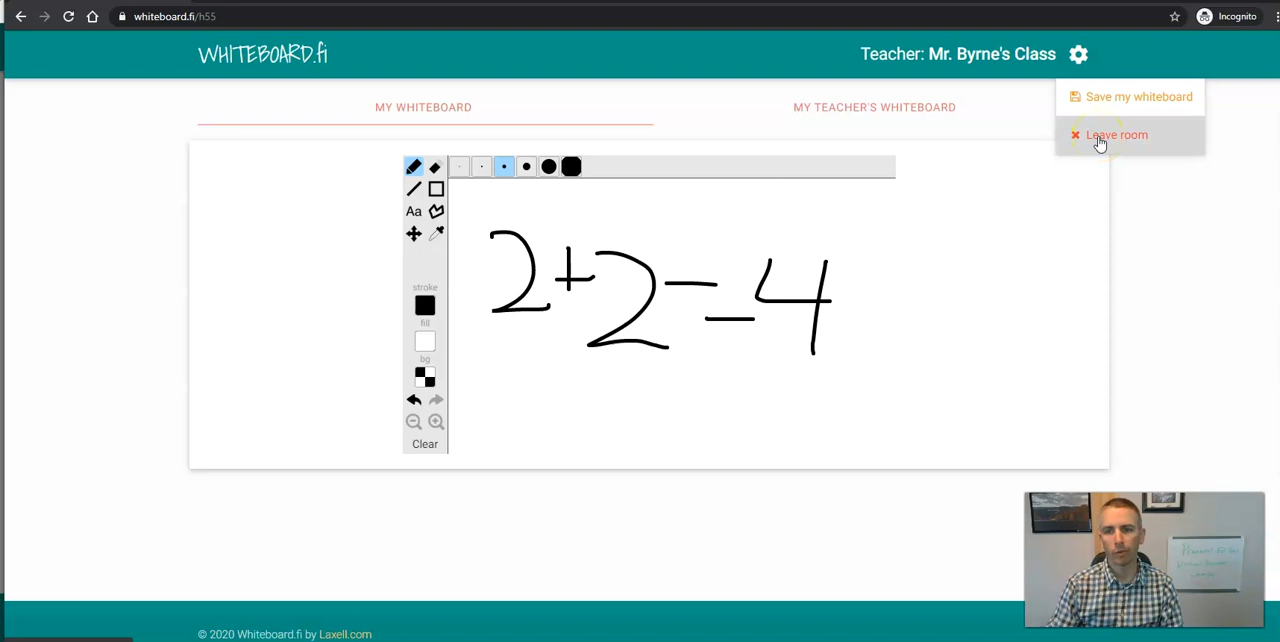 whiteboard.fi/h55
Incognito
WHITEBOARD.fi
Teacher: Mr. Byrne's Class
Save my whiteboard
Leave room
MY WHITEBOARD
MY TEACHER'S WHITEBOARD
Aa
stroke
fill
bg
Clear
2+2=4
© 2020 Whiteboard.fi by Laxell.com